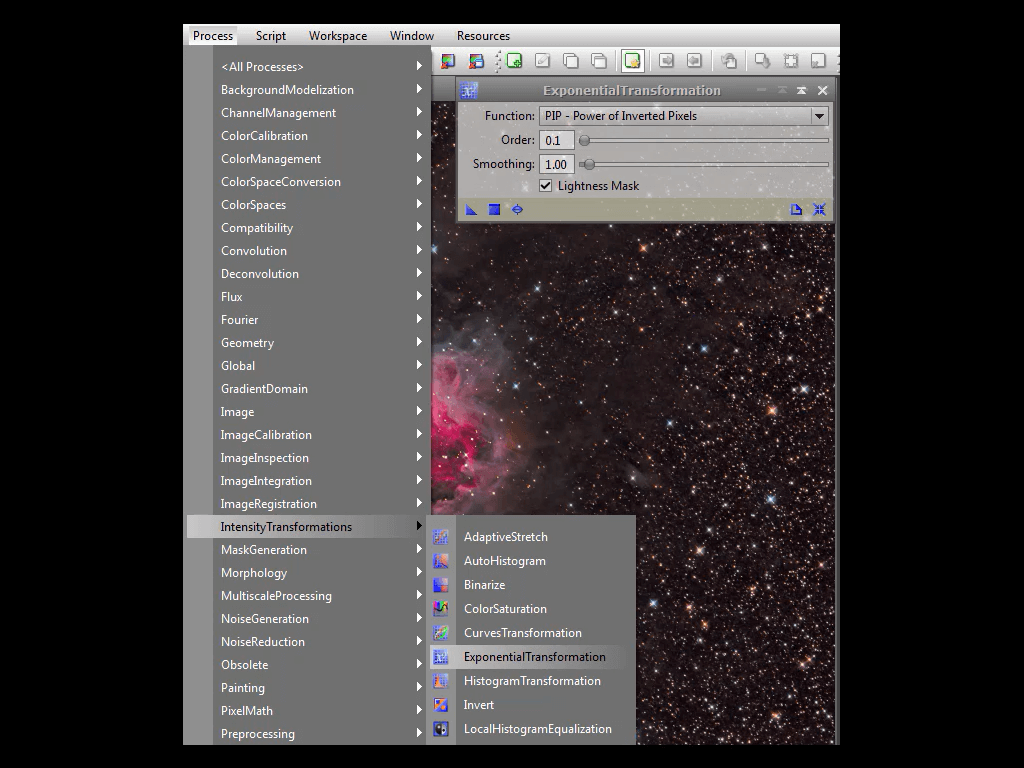 Process Script Workspace Window Resources
<All Processes>
BackgroundModelization
ChannelManagement
ColorCalibration
ColorManagement
ColorSpaceConversion
ColorSpaces
Compatibility
Convolution
Deconvolution
Flux
Fourier
Geometry
Global
GradientDomain
Image
ImageCalibration
ImageInspection
ImageIntegration
ImageRegistration
IntensityTransformations
MaskGeneration
Morphology
MultiscaleProcessing
NoiseGeneration
NoiseReduction
Obsolete
Painting
PixelMath
Preprocessing
AdaptiveStretch
AutoHistogram
Binarize
ColorSaturation
CurvesTransformation
ExponentialTransformation
HistogramTransformation
Invert
LocalHistogramEqualization
ExponentialTransformation
Function: PIP - Power of Inverted Pixels
Order: 0.1
Smoothing: 1.00
Lightness Mask